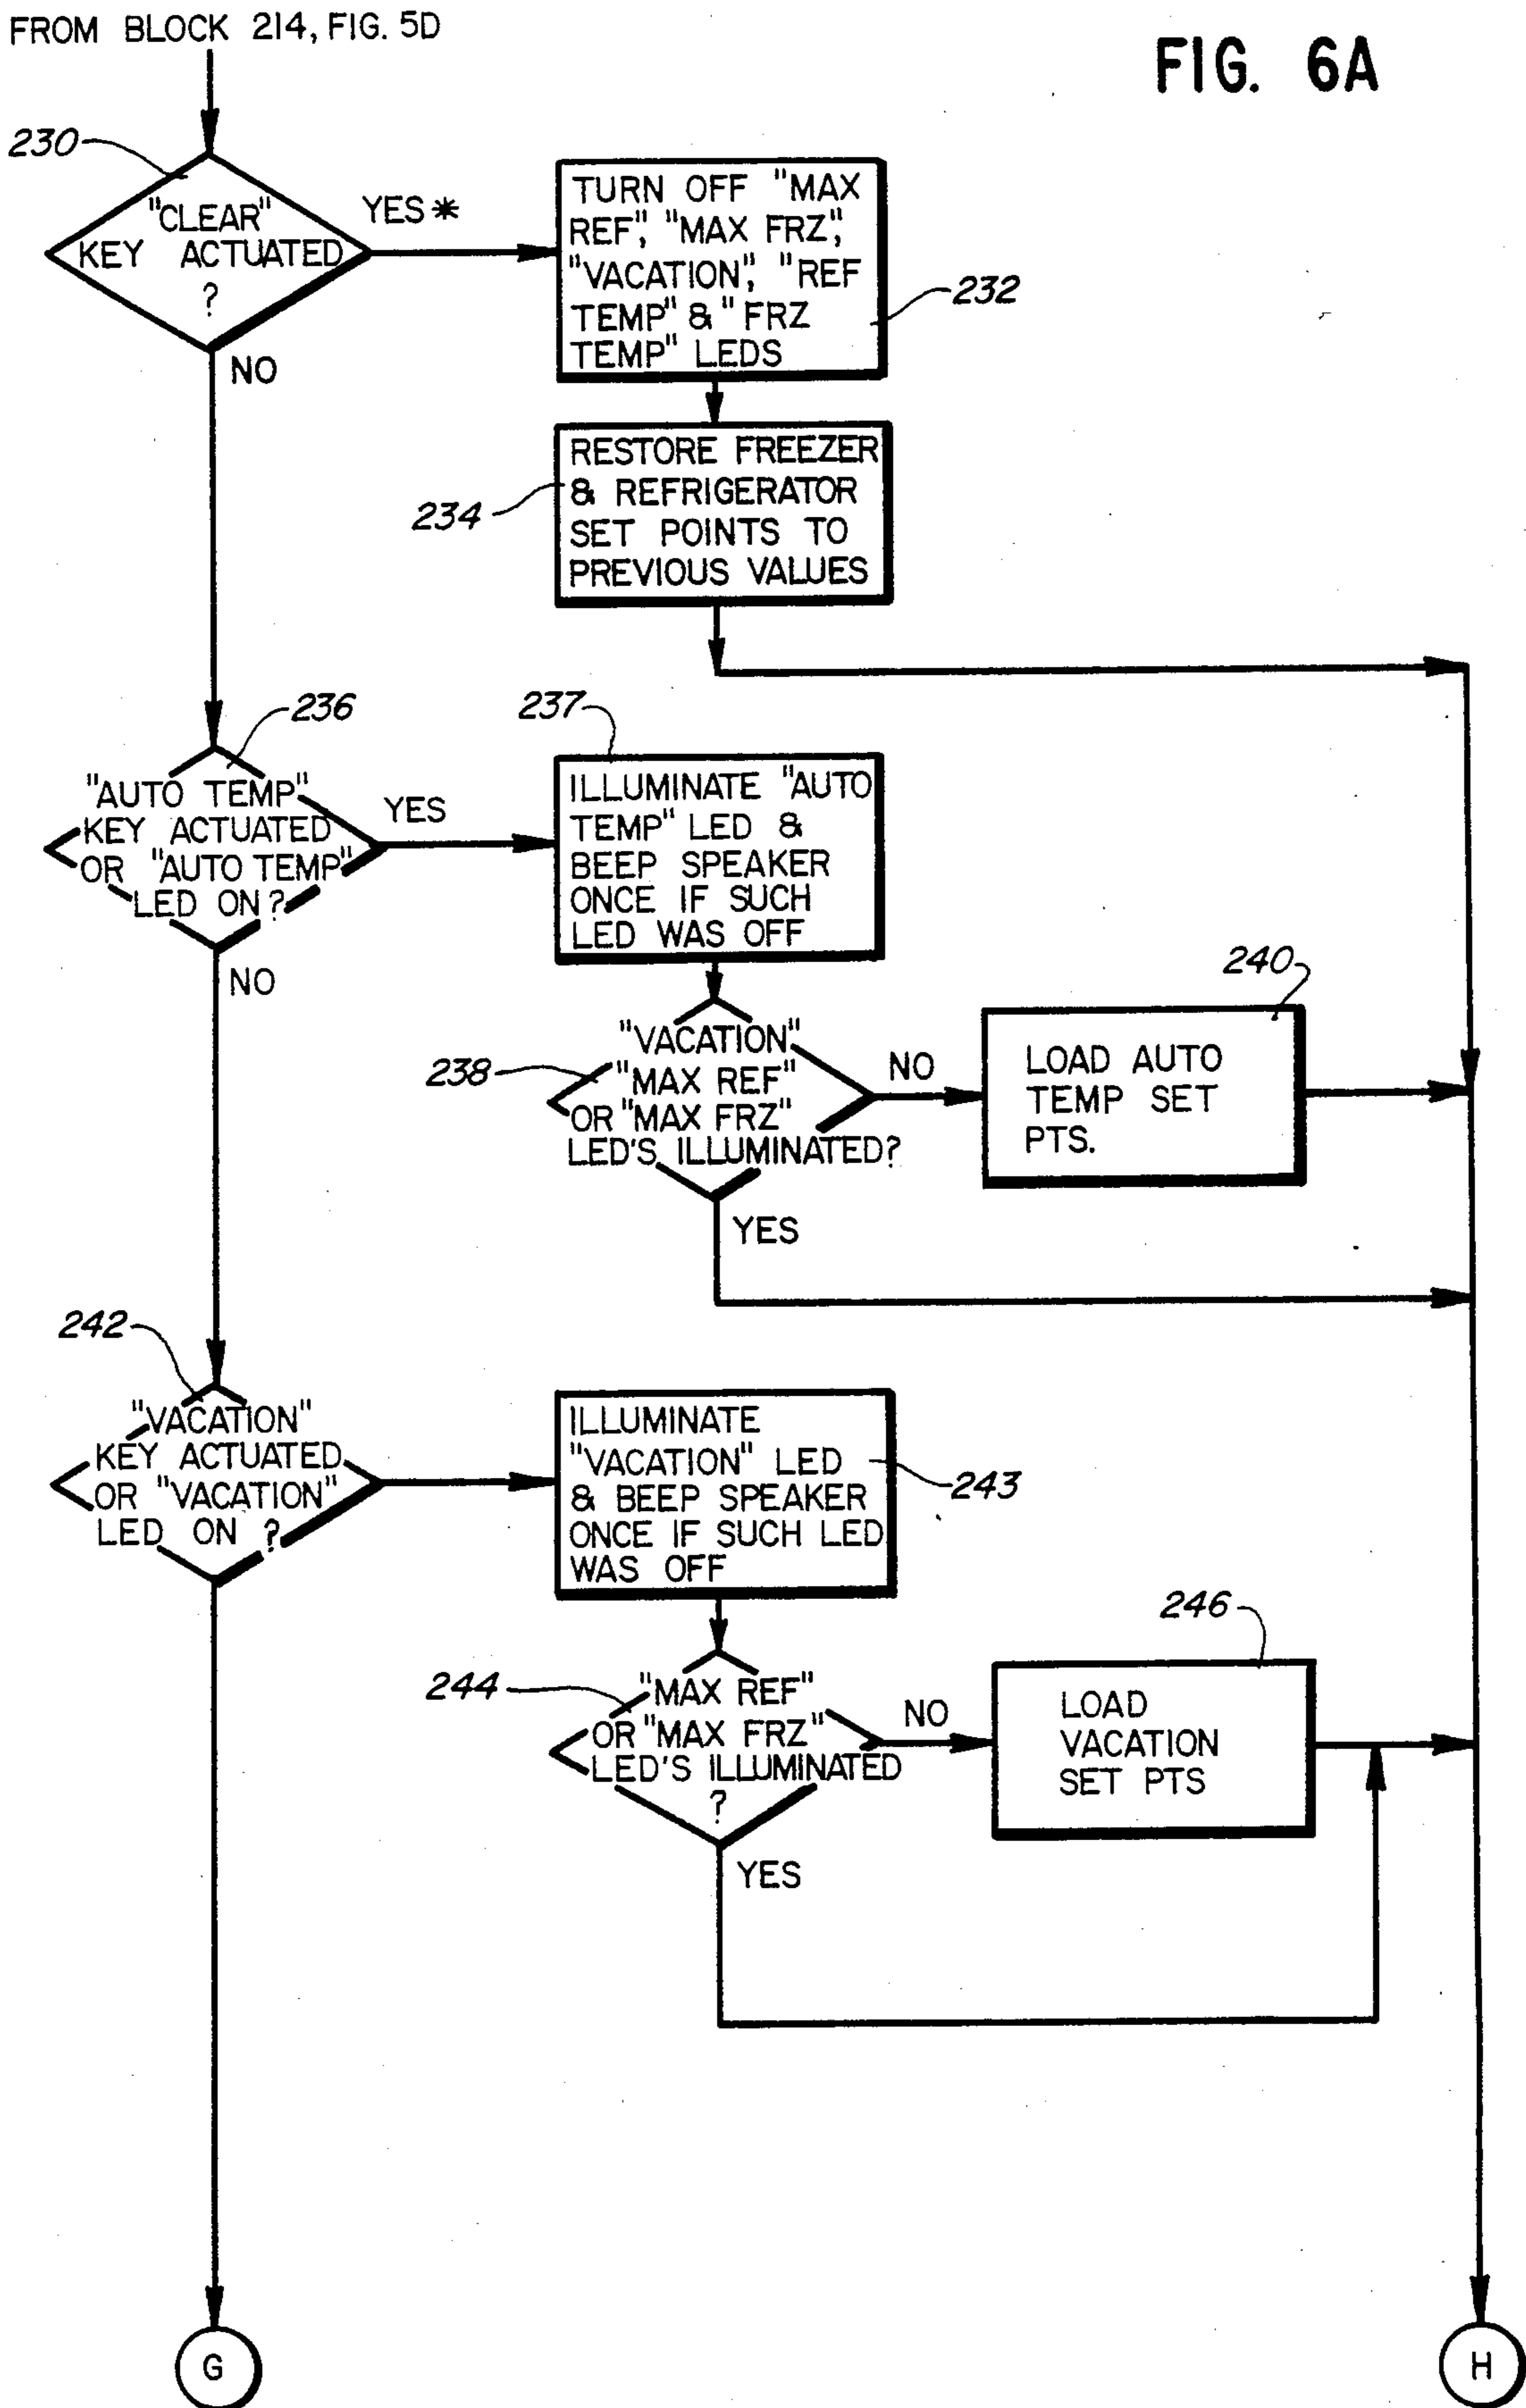 FROM BLOCK 214, FIG. 5D
FIG. 6A
230
"CLEAR"
KEY ACTUATED
?
YES *
NO
TURN OFF "MAX
REF", "MAX FRZ",
"VACATION", "REF
TEMP" & "FRZ
TEMP" LEDS
232
RESTORE FREEZER
& REFRIGERATOR
SET POINTS TO
PREVIOUS VALUES
234
236
"AUTO TEMP"
KEY ACTUATED
OR "AUTO TEMP"
LED ON?
YES
NO
237
ILLUMINATE "AUTO
TEMP" LED &
BEEP SPEAKER
ONCE IF SUCH
LED WAS OFF
238
"VACATION"
"MAX REF"
OR "MAX FRZ"
LED'S ILLUMINATED?
NO
YES
240
LOAD AUTO
TEMP SET
PTS.
242
"VACATION"
KEY ACTUATED
OR "VACATION"
LED ON ?
ILLUMINATE
"VACATION" LED
& BEEP SPEAKER
ONCE IF SUCH LED
WAS OFF
243
244
"MAX REF"
OR "MAX FRZ"
LED'S ILLUMINATED
?
NO
YES
246
LOAD
VACATION
SET PTS
G
H